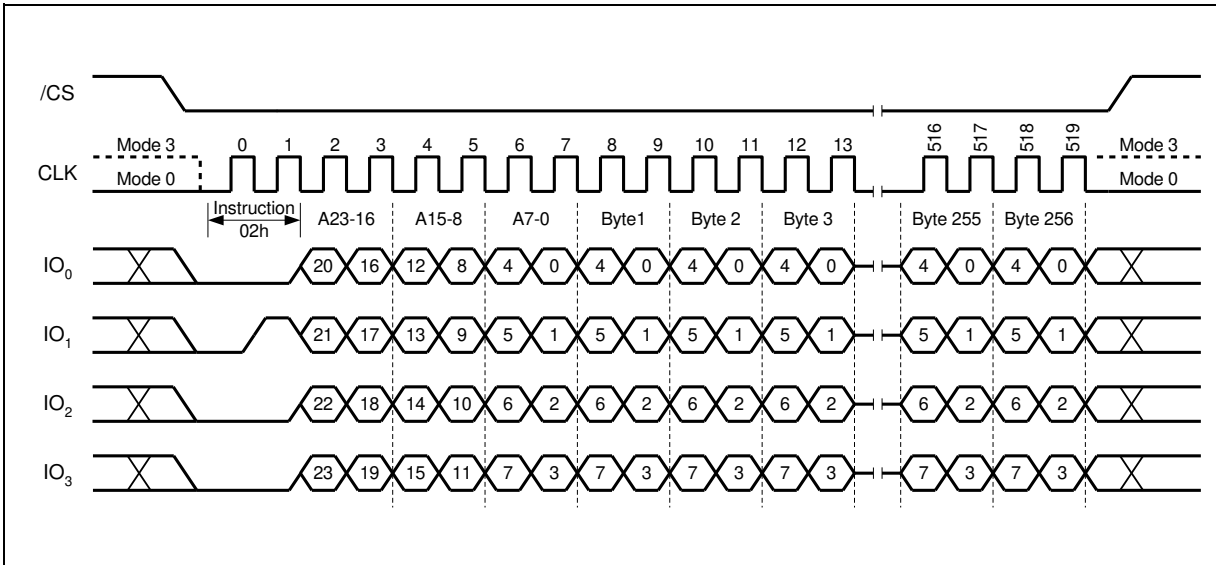 /CS
Mode 3 0 1 2 3 4 5 6 7 8 9 10 11 12 13 516 517 518 519 Mode 3
CLK
Mode 0 Mode 0
Instruction
02h
A23-16 A15-8 A7-0 Byte1 Byte 2 Byte 3 Byte 255 Byte 256
IO0 20 16 12 8 4 0 4 0 4 0 4 0 4 0 4 0
IO1 21 17 13 9 5 1 5 1 5 1 5 1 5 1 5 1
IO2 22 18 14 10 6 2 6 2 6 2 6 2 6 2 6 2
IO3 23 19 15 11 7 3 7 3 7 3 7 3 7 3 7 3